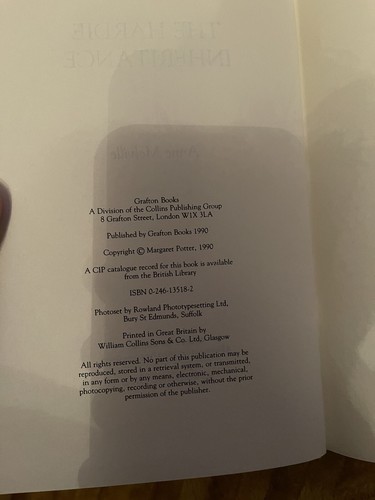 Grafton Books
A Division of the Collins Publishing Group
8 Grafton Street, London W1X 3LA
Published by Grafton Books 1990
Copyright © Margaret Potter, 1990
A CIP catalogue record for this book is available
from the British Library
ISBN 0-246-13518-2
Photoset by Rowland Phototypesetting Ltd,
Bury St Edmunds, Suffolk
Printed in Great Britain by
William Collins Sons & Co. Ltd, Glasgow
All rights reserved. No part of this publication may be
reproduced, stored in a retrieval system, or transmitted,
in any form or by any means, electronic, mechanical,
photocopying, recording or otherwise, without the prior
permission of the publisher.